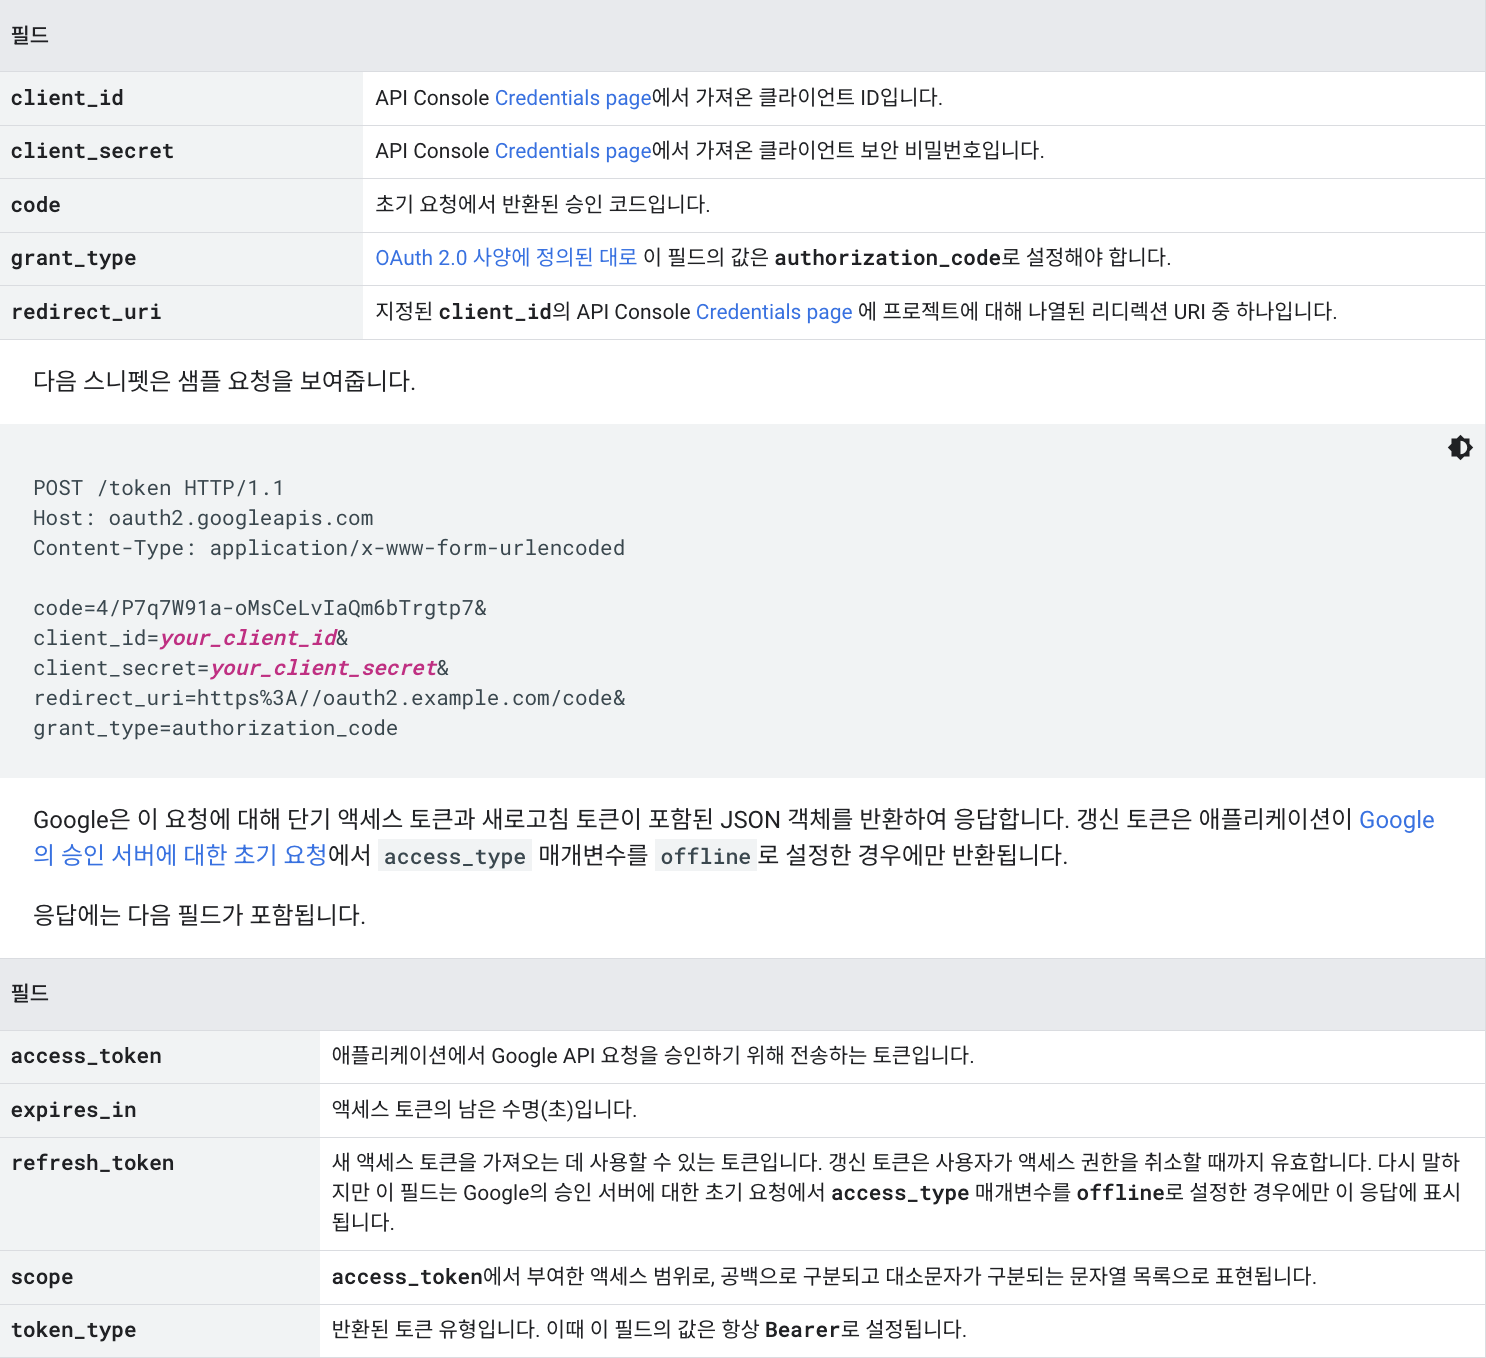 필드
client_id API Console Credentials page에서 가져온 클라이언트 ID입니다.
client_secret API Console Credentials page에서 가져온 클라이언트 보안 비밀번호입니다.
code 초기 요청에서 반환된 승인 코드입니다.
grant_type OAuth 2.0 사양에 정의된 대로 이 필드의 값은 authorization_code로 설정해야 합니다.
redirect_uri 지정된 client_id의 API Console Credentials page 에 프로젝트에 대해 나열된 리디렉션 URI 중 하나입니다.
다음 스니펫은 샘플 요청을 보여줍니다.
POST /token HTTP/1.1
Host: oauth2.googleapis.com
Content-Type: application/x-www-form-urlencoded
code=4/P7q7W91a-oMsCeLvIaQm6bTrgtp7&
client_id=your_client_id&
client_secret=your_client_secret&
redirect_uri=https%3A//oauth2.example.com/code&
grant_type=authorization_code
Google은 이 요청에 대해 단기 액세스 토큰과 새로고침 토큰이 포함된 JSON 객체를 반환하여 응답합니다. 갱신 토큰은 애플리케이션이 Google
의 승인 서버에 대한 초기 요청에서 access_type 매개변수를 offline로 설정한 경우에만 반환됩니다.
응답에는 다음 필드가 포함됩니다.
필드
access_token 애플리케이션에서 Google API 요청을 승인하기 위해 전송하는 토큰입니다.
expires_in 액세스 토큰의 남은 수명(초)입니다.
refresh_token 새 액세스 토큰을 가져오는 데 사용할 수 있는 토큰입니다. 갱신 토큰은 사용자가 액세스 권한을 취소할 때까지 유효합니다. 다시 말하
지만 이 필드는 Google의 승인 서버에 대한 초기 요청에서 access_type 매개변수를 offline로 설정한 경우에만 이 응답에 표시
됩니다.
scope access_token에서 부여한 액세스 범위로, 공백으로 구분되고 대소문자가 구분되는 문자열 목록으로 표현됩니다.
token_type 반환된 토큰 유형입니다. 이때 이 필드의 값은 항상 Bearer로 설정됩니다.